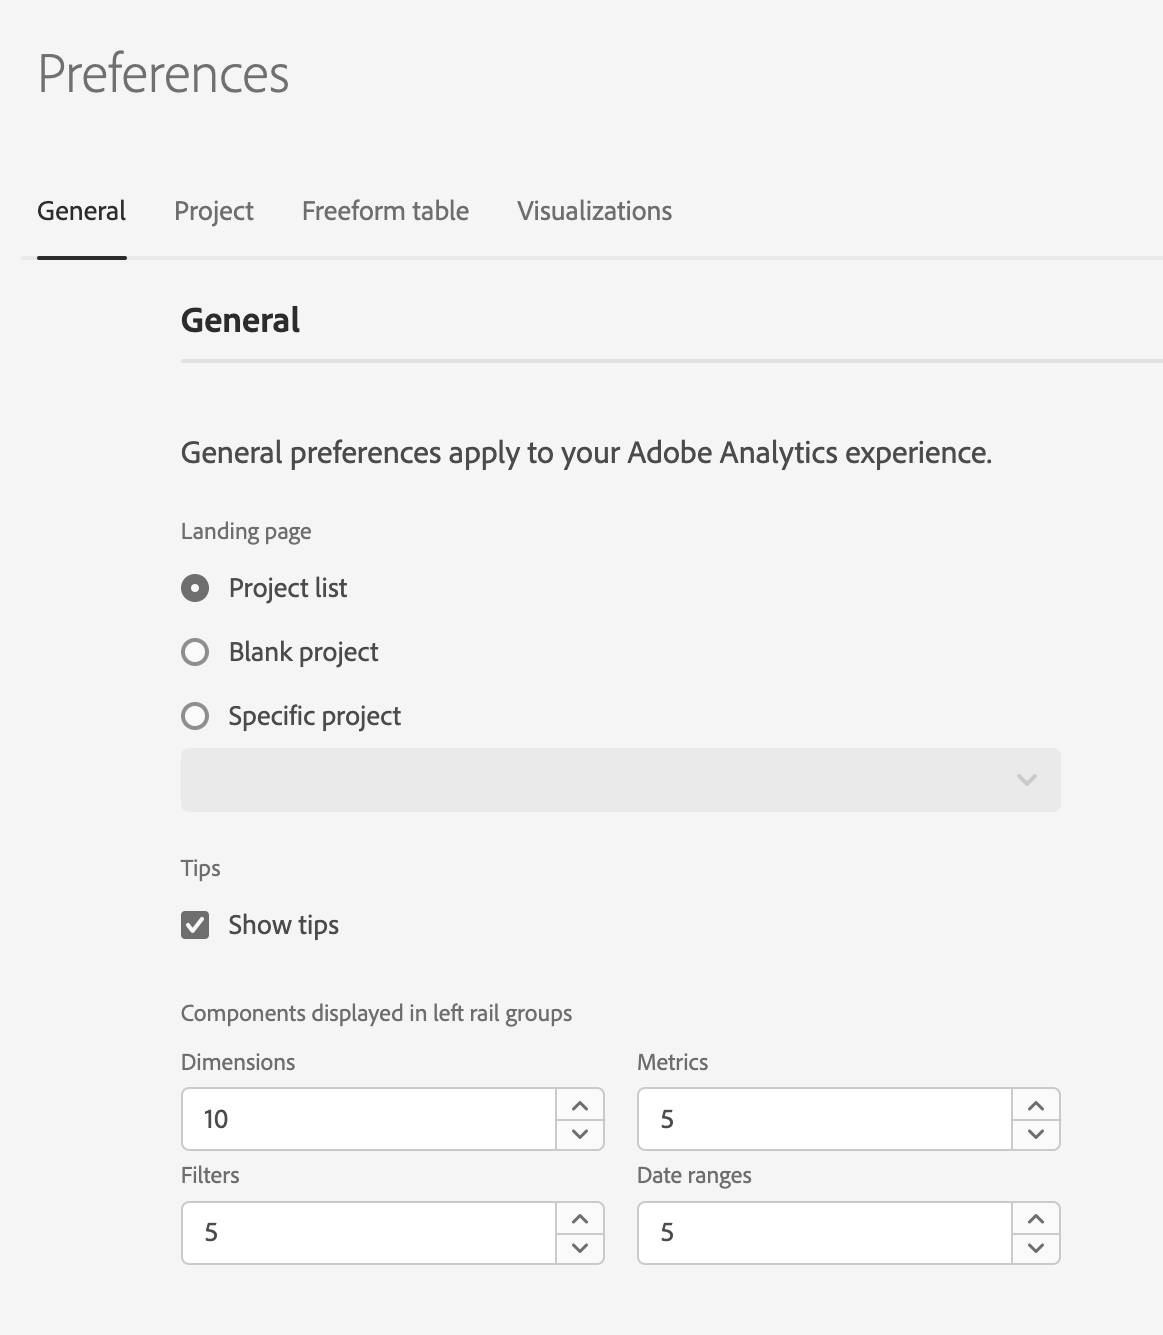 Preferences
General
Project
Freeform table
Visualizations
General
General preferences apply to your Adobe Analytics experience.
Landing page
Project list
Blank project
Specific project
Tips
Show tips
Components displayed in left rail groups
Dimensions
Metrics
10
5
Filters
Date ranges
5
5